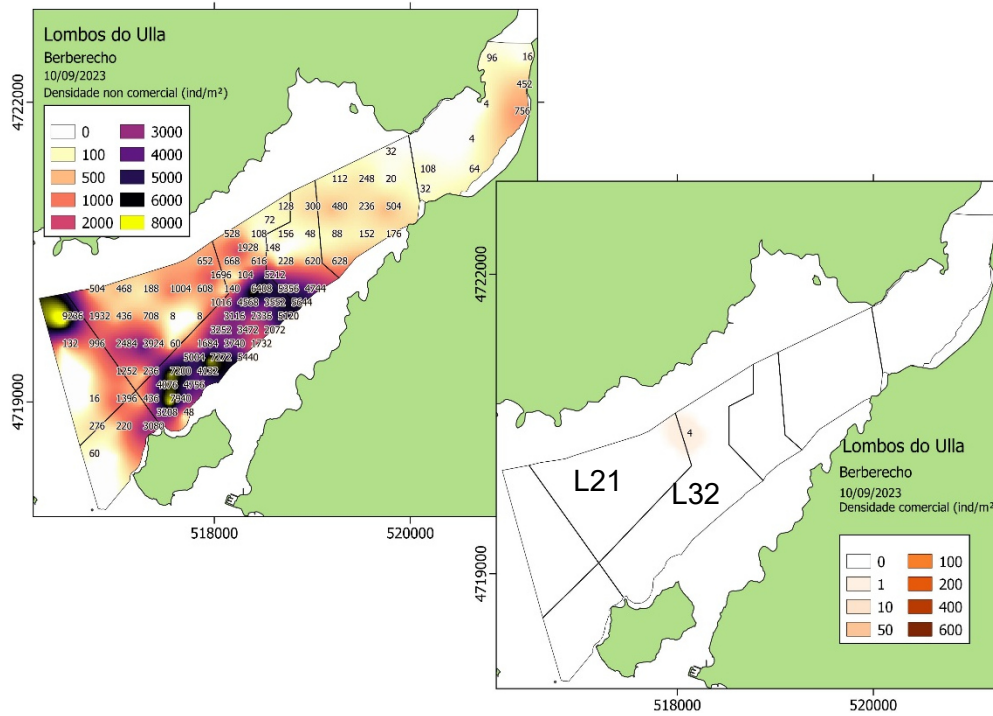 Lombos do Ulla
Berberecho
10/09/2023
Densidade non comercial (ind/m²)
0 3000
100 4000
500 5000
1000 6000
2000 8000
4722000
4719000
518000 520000
96 16
452
4
756
4
32
108 64
112 248 20
32
128 300 480 236 504
72
528 108 156 48 88 152 176
1928 148
652 668 616 228 620 628
1696 104 5212
504 468 188 1004 608 140 6408 5356 4744
1016 4568 3552 5644
9236 1932 436 708 8 8 3116 2336 5120
3252 3472 3072
132 996 2484 3924 60 1684 3740 1732
5004 7272 5440
1252 236 7200 4132
4076 4756
16 1396 436 7940
3208 48
276 220 3088
60
4722000
4719000
518000 520000
4
L21
L32
Lombos do Ulla
Berberecho
10/09/2023
Densidade comercial (ind/m²
0 100
1 200
10 400
50 600